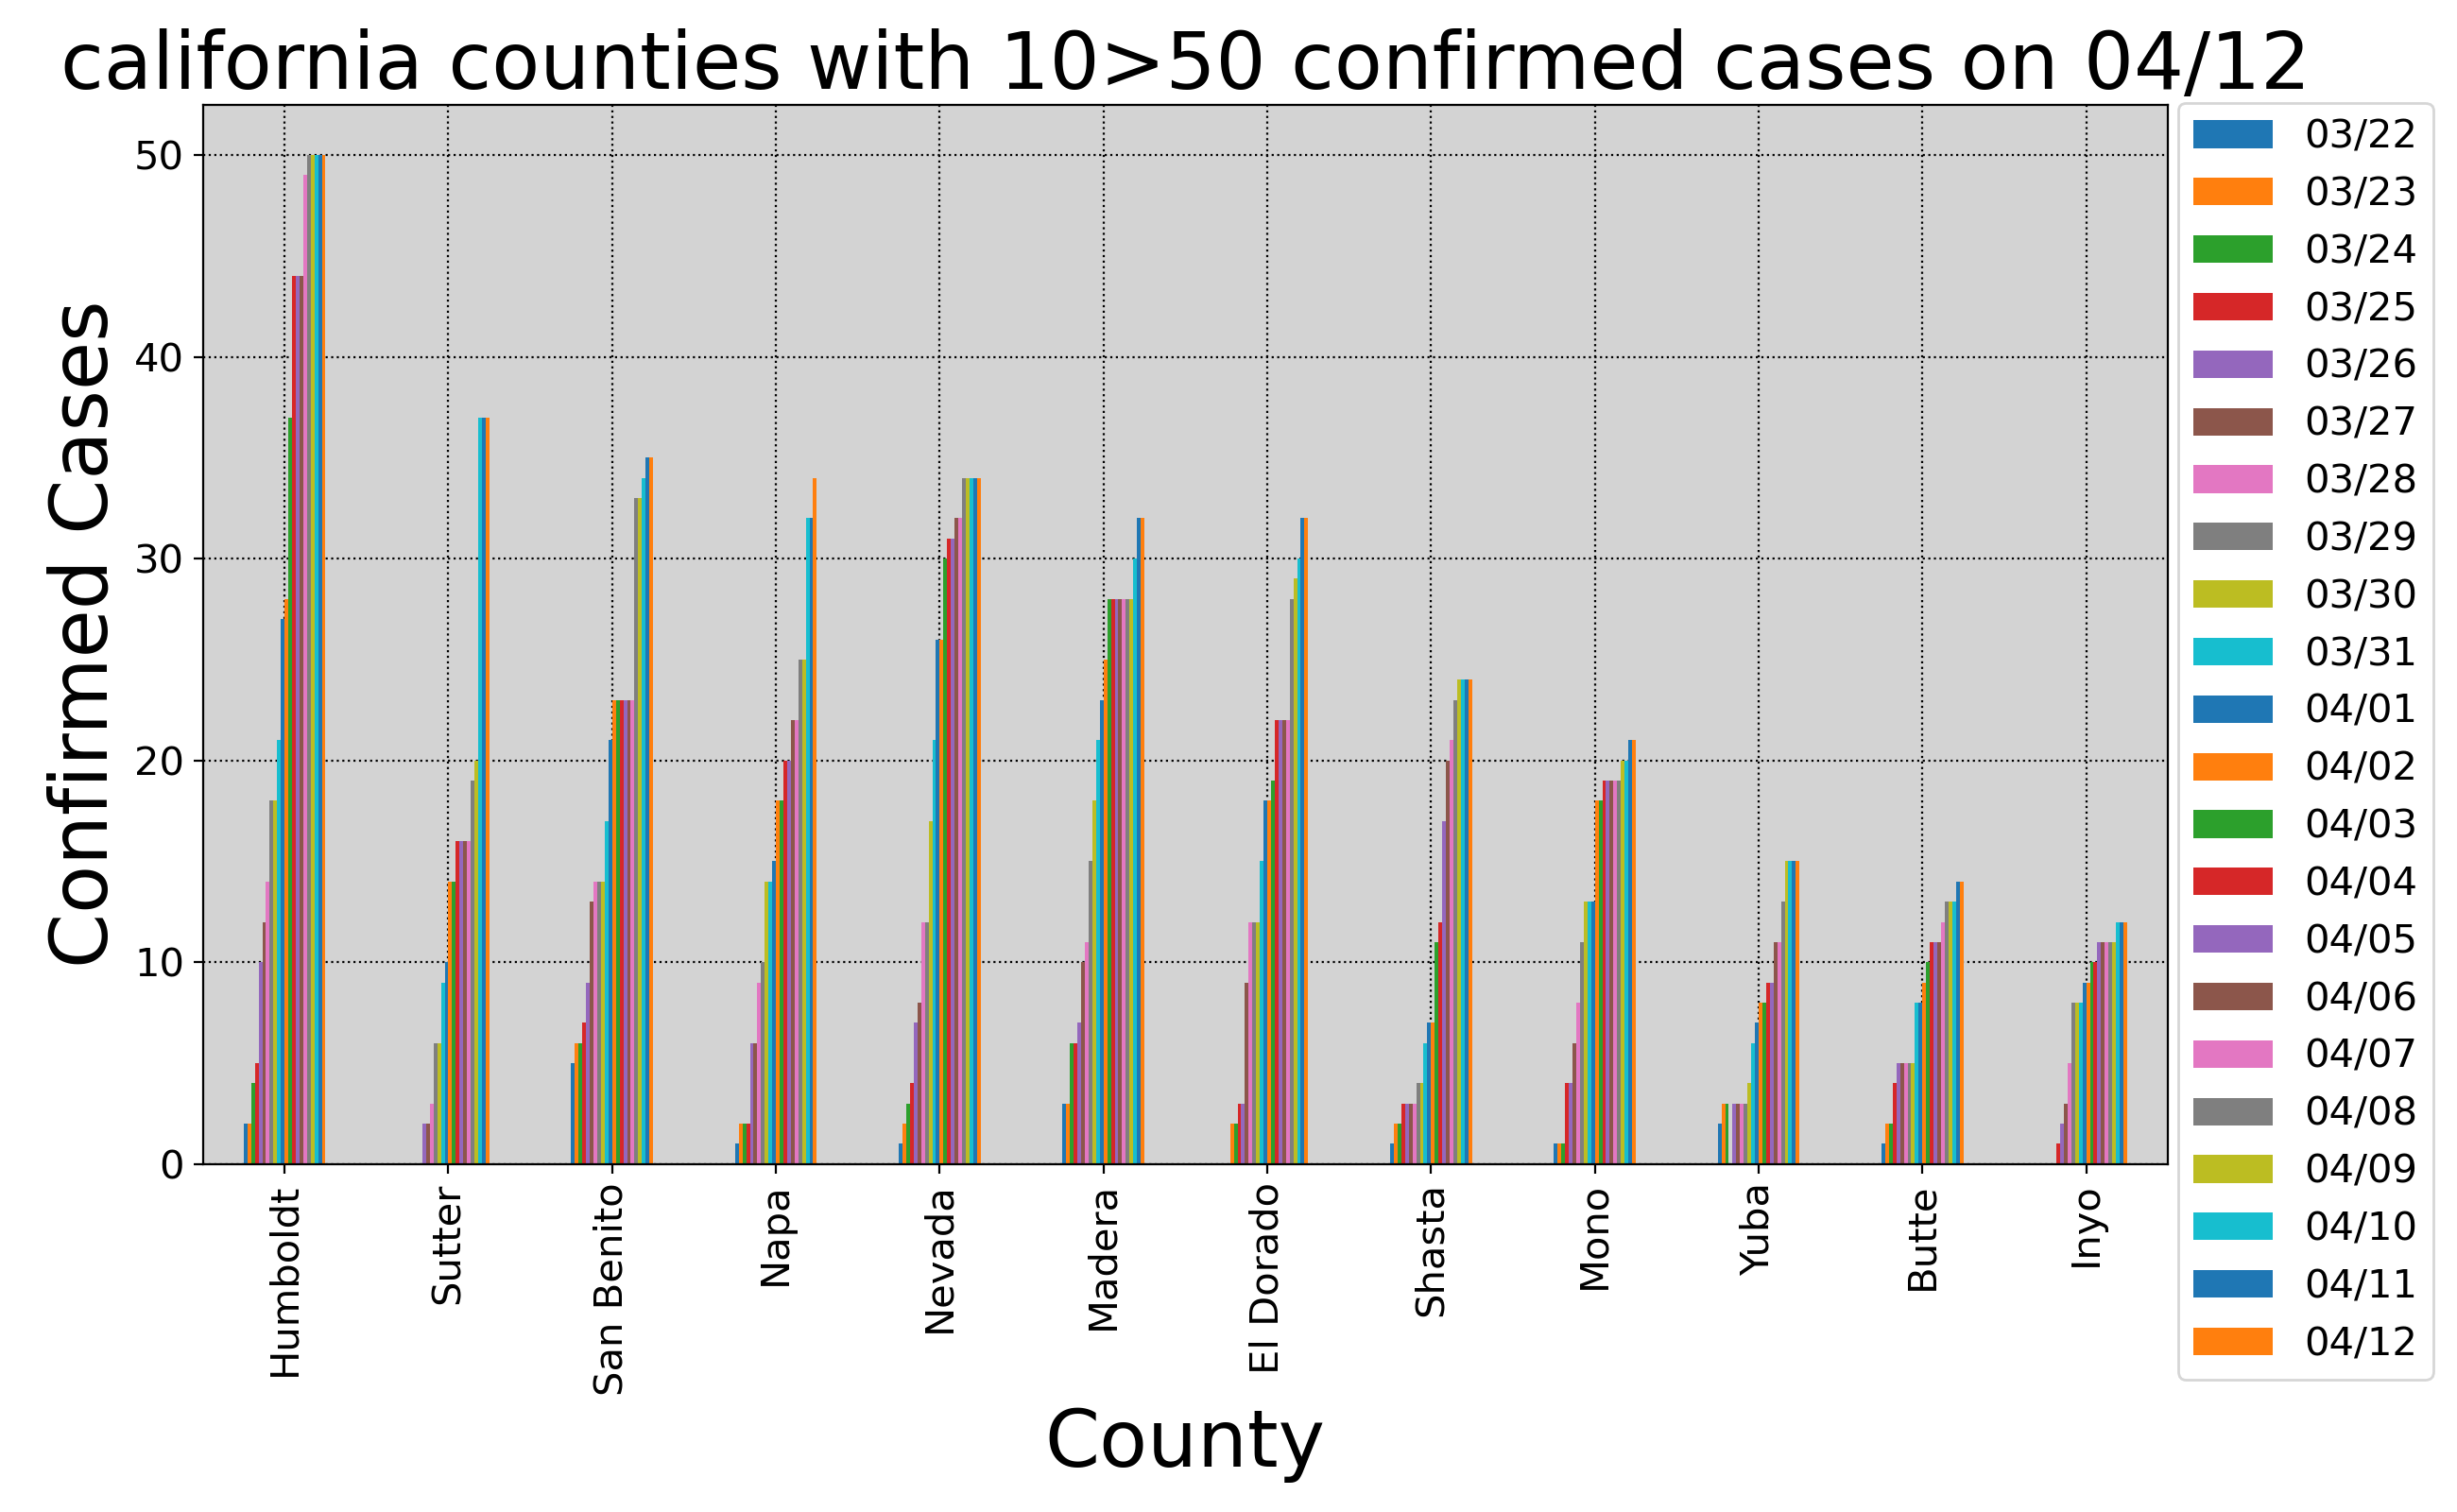 california counties with 10>50 confirmed cases on 04/12
Confirmed Cases
50
40
30
20
10
0
Humboldt
Sutter
San Benito
Napa
Nevada
Madera
El Dorado
Shasta
Mono
Yuba
Butte
Inyo
County
03/22
03/23
03/24
03/25
03/26
03/27
03/28
03/29
03/30
03/31
04/01
04/02
04/03
04/04
04/05
04/06
04/07
04/08
04/09
04/10
04/11
04/12